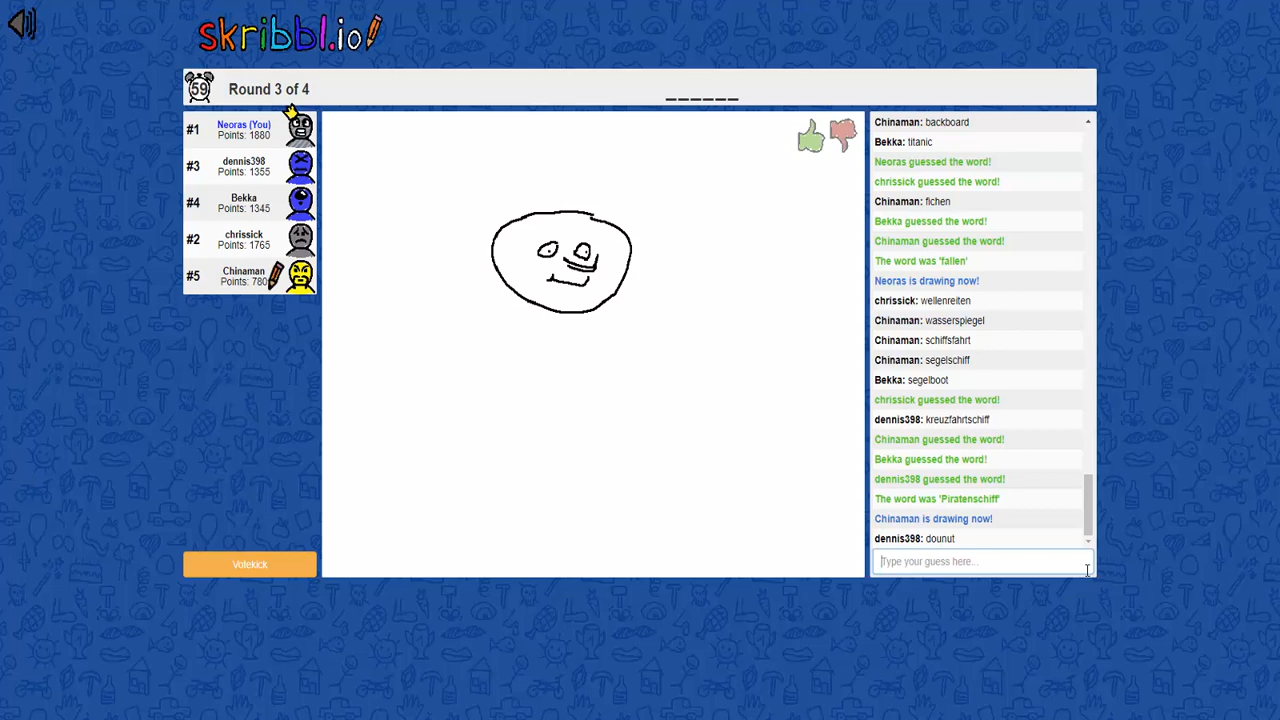 skribbl.io
59
Round 3 of 4
______
#1
Neoras (You)
Points: 1880
#3
dennis398
Points: 1355
#4
Bekka
Points: 1345
#2
chrissick
Points: 1765
#5
Chinaman
Points: 780
Votekick
Chinaman: backboard
Bekka: titanic
Neoras guessed the word!
chrissick guessed the word!
Chinaman: fichen
Bekka guessed the word!
Chinaman guessed the word!
The word was 'fallen'
Neoras is drawing now!
chrissick: wellenreiten
Chinaman: wasserspiegel
Chinaman: schiffsfahrt
Chinaman: segelschiff
Bekka: segelboot
chrissick guessed the word!
dennis398: kreuzfahrtschiff
Chinaman guessed the word!
Bekka guessed the word!
dennis398 guessed the word!
The word was 'Piratenschiff'
Chinaman is drawing now!
dennis398: dounut
Type your guess here...